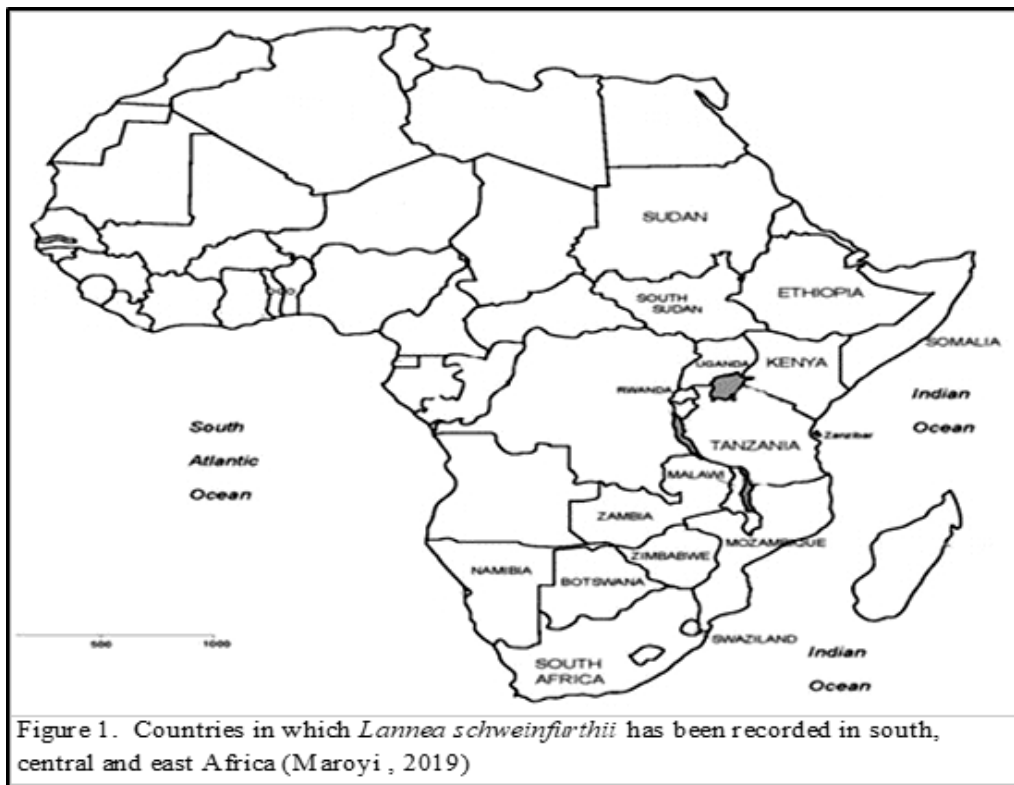 SUDAN
SOUTH
SUDAN
ETHIOPIA
SOMALIA
UGANDA
KENYA
RWANDA
Indian
Ocean
South
Atlantic
Ocean
TANZANIA
Zanzibar
MALAWI
ZAMBIA
MOZAMBIQUE
ZIMBABWE
NAMIBIA
BOTSWANA
SWAZILAND
SOUTH
AFRICA
Indian
Ocean
500 1000
Figure 1. Countries in which Lannea schweinfurthii has been recorded in south,
central and east Africa (Maroyi , 2019)